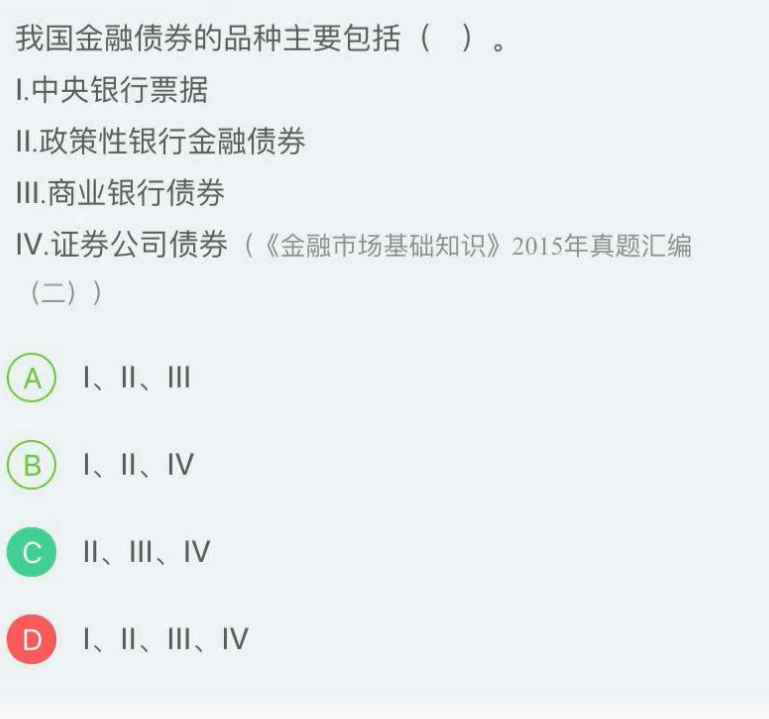 我国金融债券的品种主要包括（ ）。
I.中央银行票据
II.政策性银行金融债券
III.商业银行债券
IV.证券公司债券（《金融市场基础知识》2015年真题汇编
（二））
A I、II、III
B I、II、IV
C II、III、IV
D I、II、III、IV